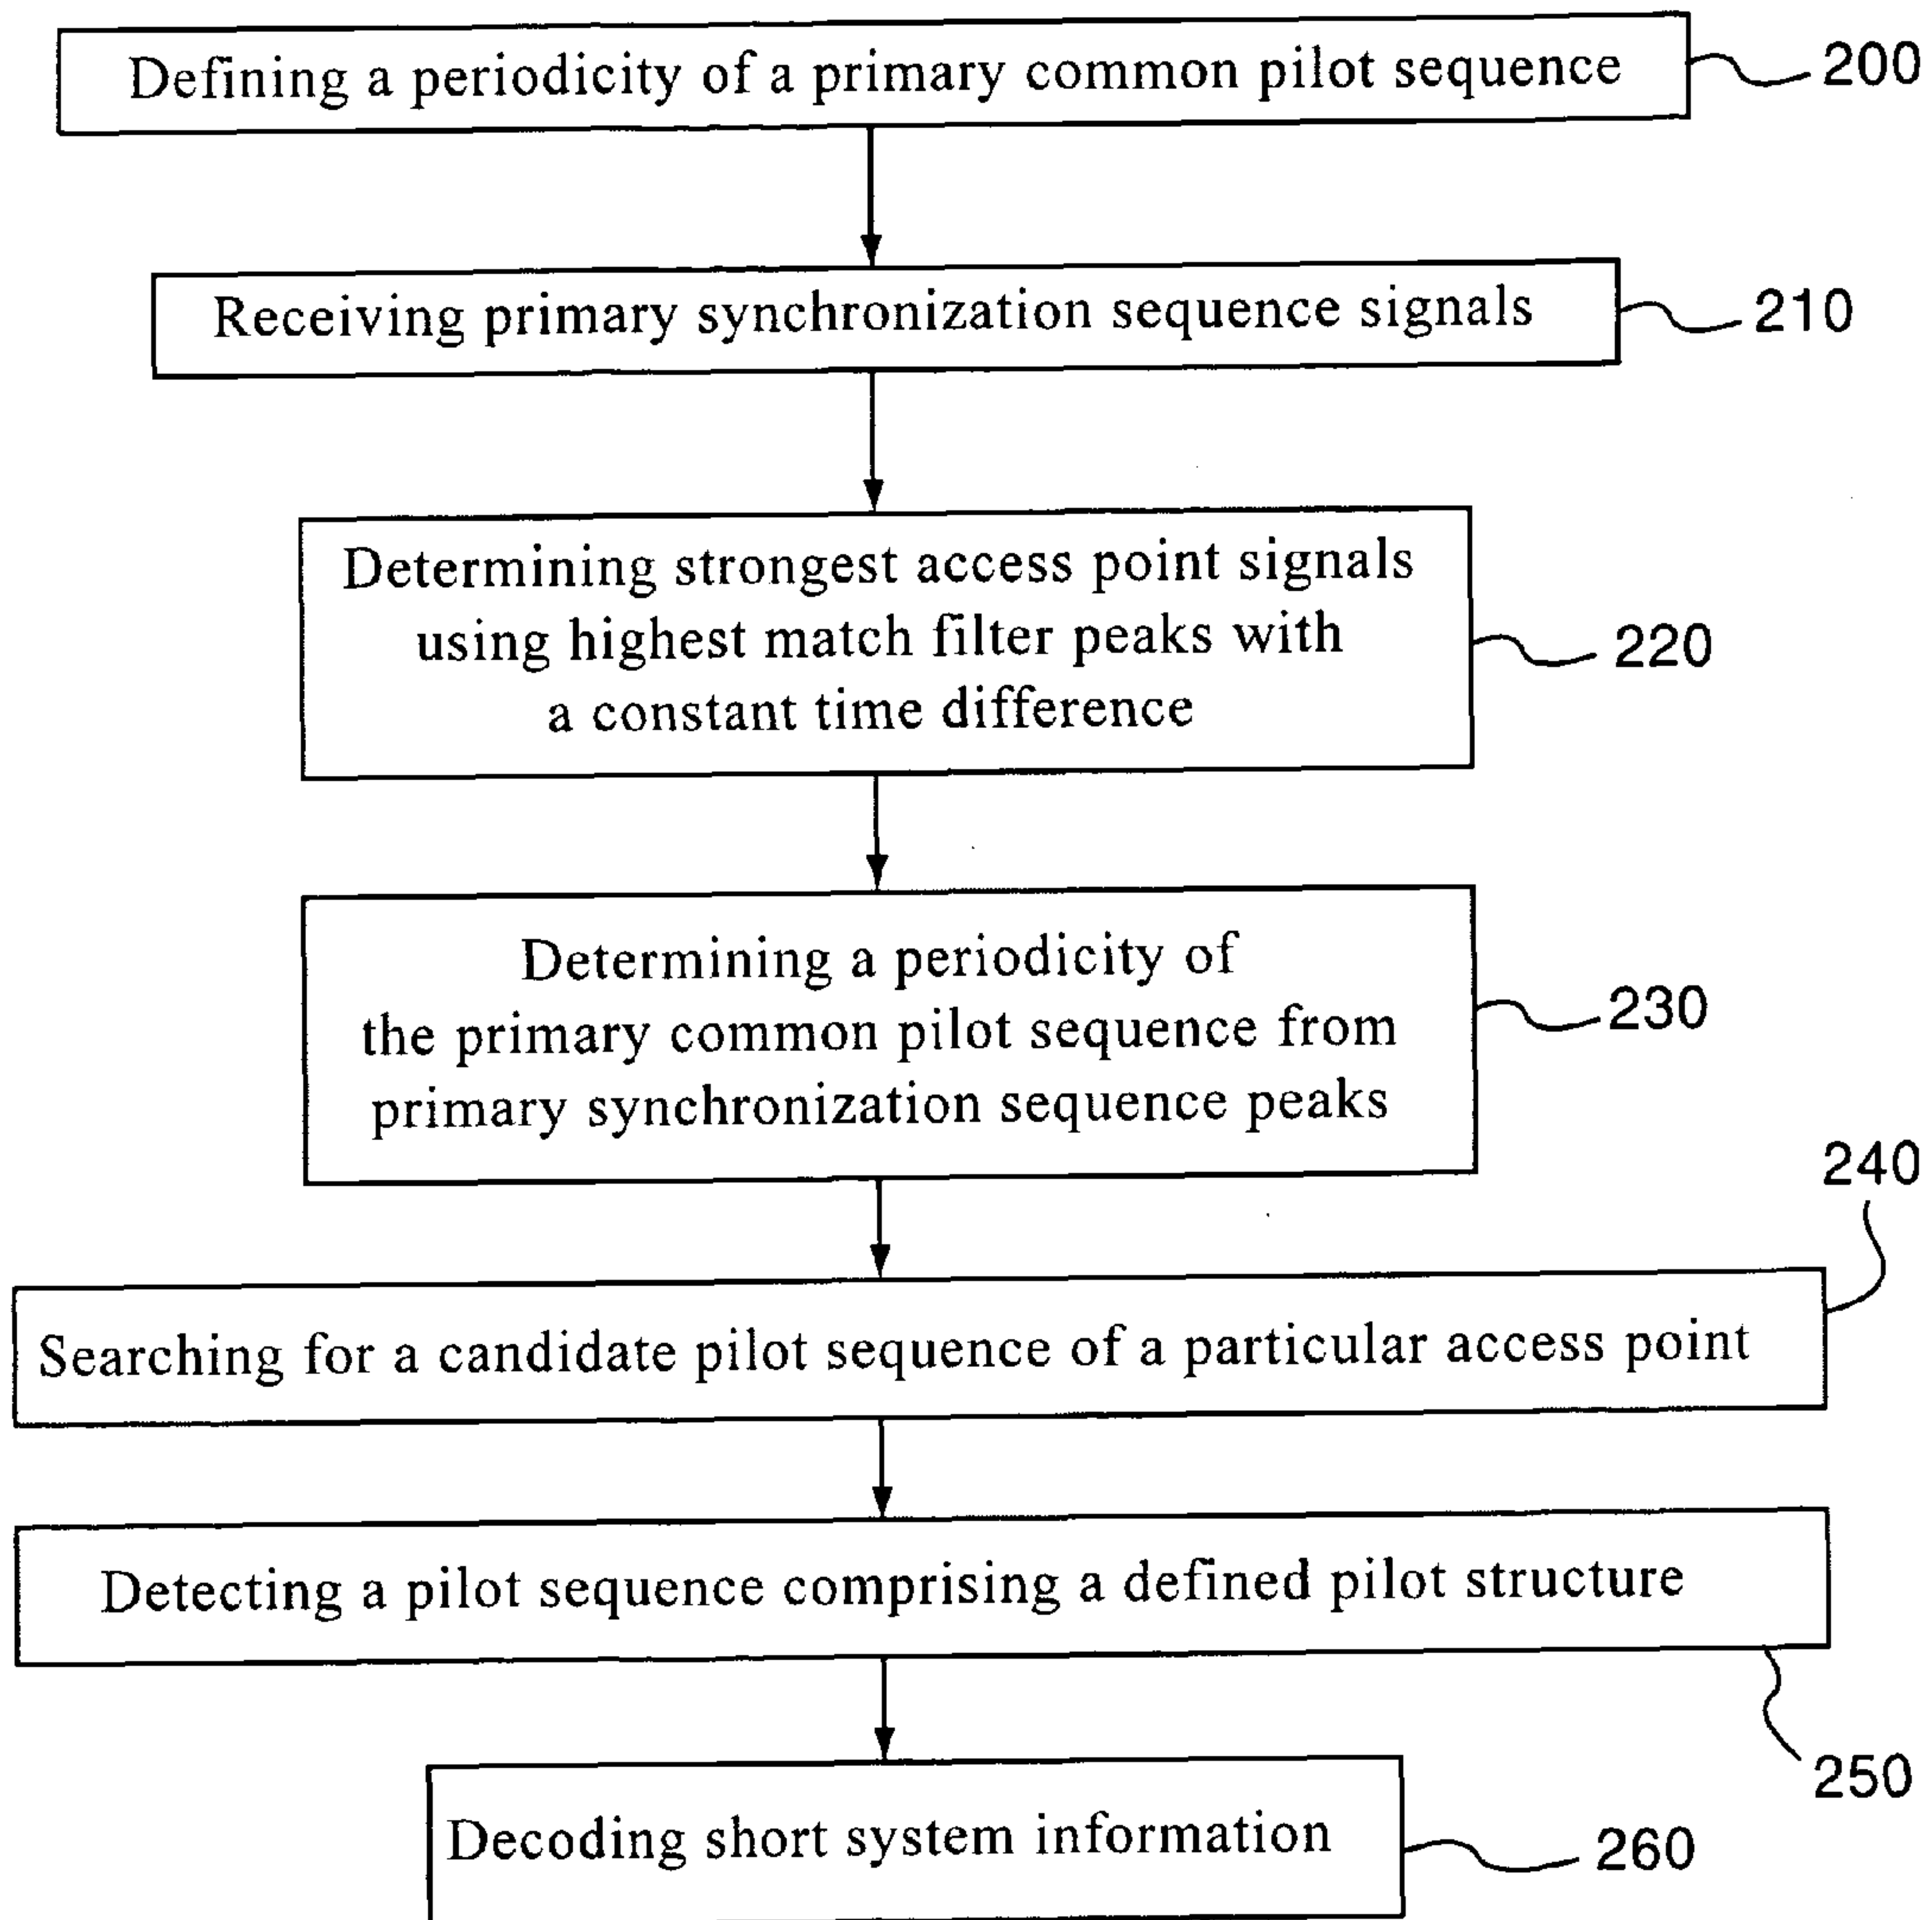 Defining a periodicity of a primary common pilot sequence
200
Receiving primary synchronization sequence signals
210
Determining strongest access point signals
using highest match filter peaks with
a constant time difference
220
Determining a periodicity of
the primary common pilot sequence from
primary synchronization sequence peaks
230
240
Searching for a candidate pilot sequence of a particular access point
Detecting a pilot sequence comprising a defined pilot structure
250
Decoding short system information
260